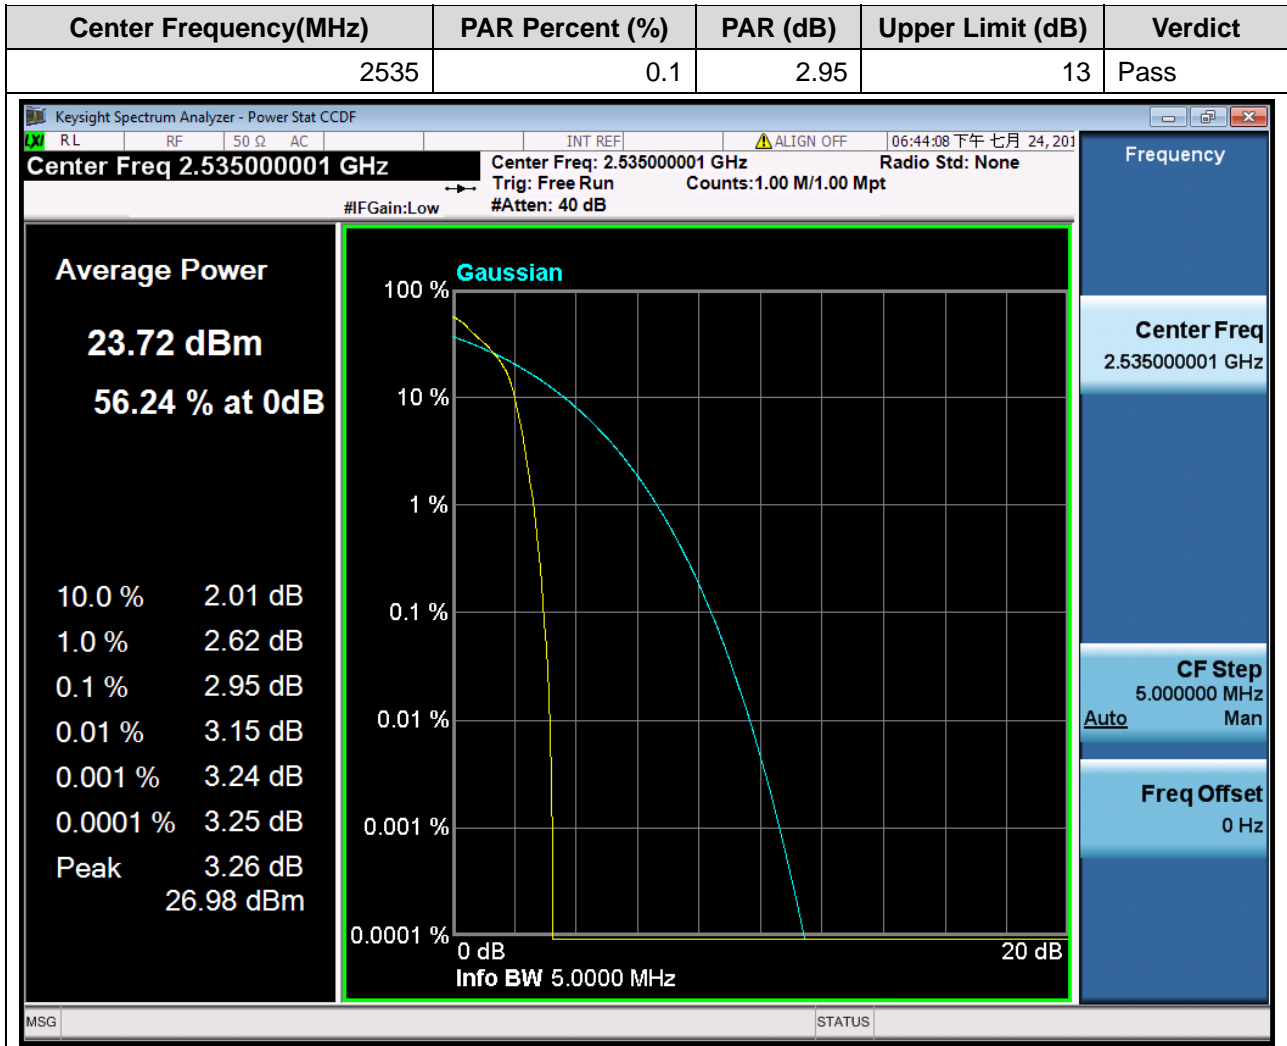 Center Frequency(MHz) PAR Percent (%) PAR (dB) Upper Limit (dB) Verdict
2535 0.1 2.95 13 Pass
Keysight Spectrum Analyzer - Power Stat CCDF
LXI RL RF 50 Ω AC INT REF ALIGN OFF 06:44:08 下午 七月 24, 201
Center Freq 2.535000001 GHz
Center Freq: 2.535000001 GHz Radio Std: None
Trig: Free Run Counts:1.00 M/1.00 Mpt
#IFGain:Low #Atten: 40 dB
Average Power
23.72 dBm
56.24 % at 0dB
10.0 % 2.01 dB
1.0 % 2.62 dB
0.1 % 2.95 dB
0.01 % 3.15 dB
0.001 % 3.24 dB
0.0001 % 3.25 dB
Peak 3.26 dB
26.98 dBm
Gaussian
100 %
10 %
1 %
0.1 %
0.01 %
0.001 %
0.0001 %
0 dB 20 dB
Info BW 5.0000 MHz
Frequency
Center Freq
2.535000001 GHz
CF Step
5.000000 MHz
Auto Man
Freq Offset
0 Hz
MSG STATUS